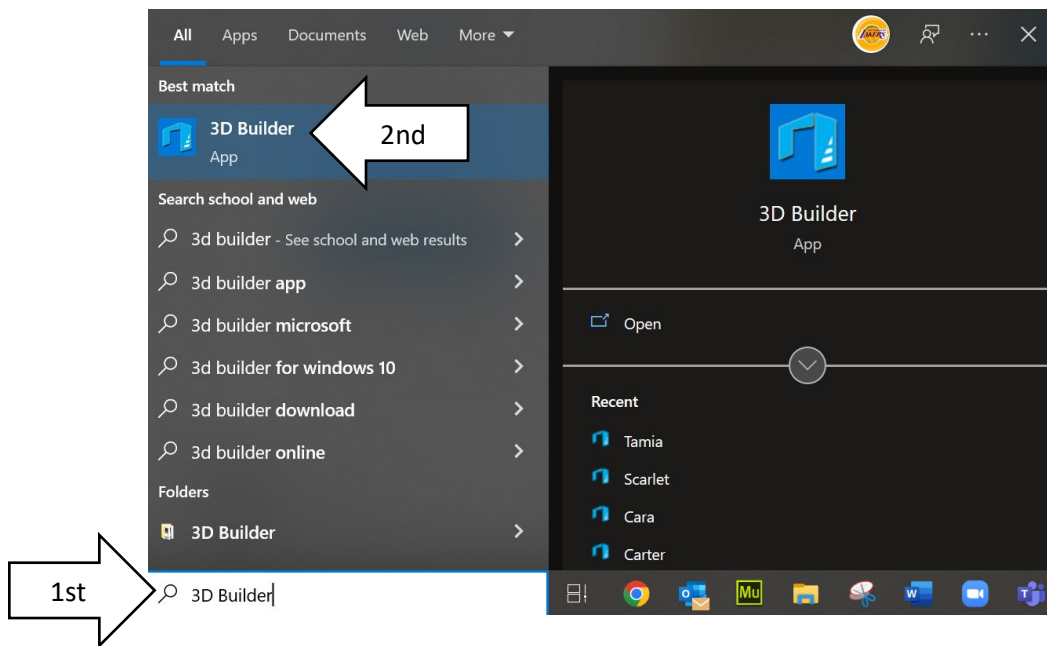 All Apps Documents Web More
LAKERS
Best match
3D Builder
App
2nd
Search school and web
3d builder - See school and web results
3d builder app
3d builder microsoft
3d builder for windows 10
3d builder download
3d builder online
Folders
3D Builder
1st
3D Builder
3D Builder
App
Open
Recent
Tamia
Scarlet
Cara
Carter
Mu
W
T